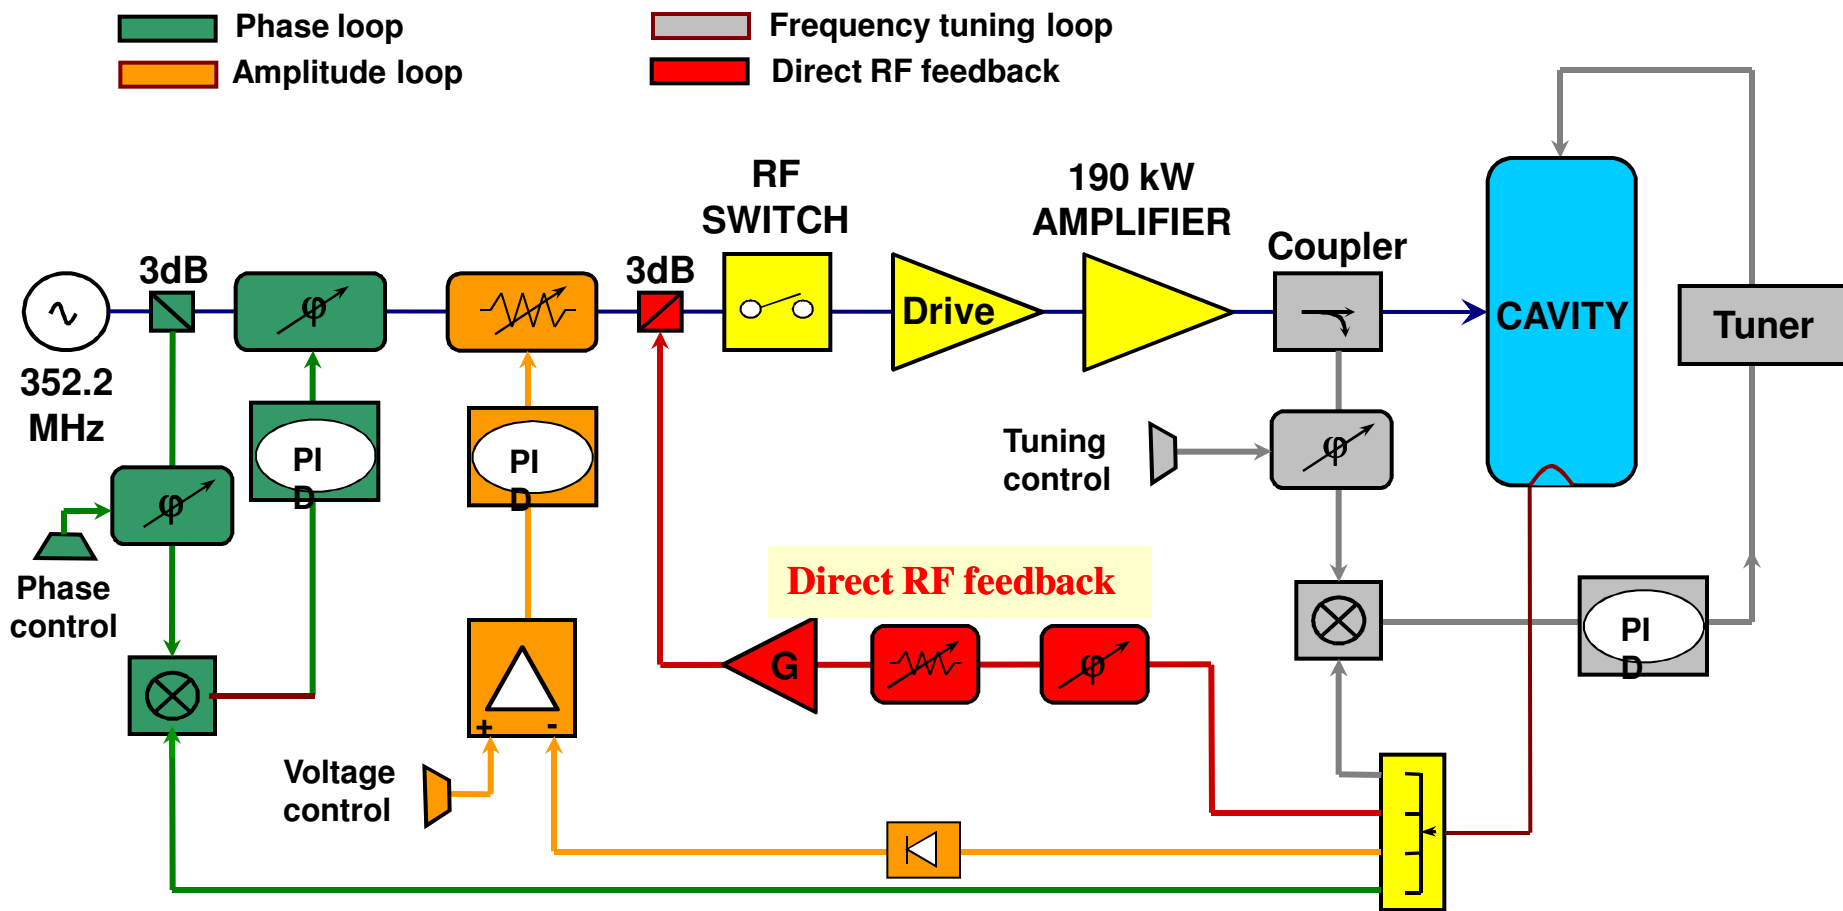 Phase loop
Frequency tuning loop
Amplitude loop
Direct RF feedback
RF
SWITCH
190 kW
AMPLIFIER
Coupler
3dB
φ
3dB
Drive
CAVITY
Tuner
352.2
MHz
PI
D
PI
D
Tuning
control
φ
φ
Phase
control
Direct RF feedback
G
φ
PI
D
+ -
Voltage
control